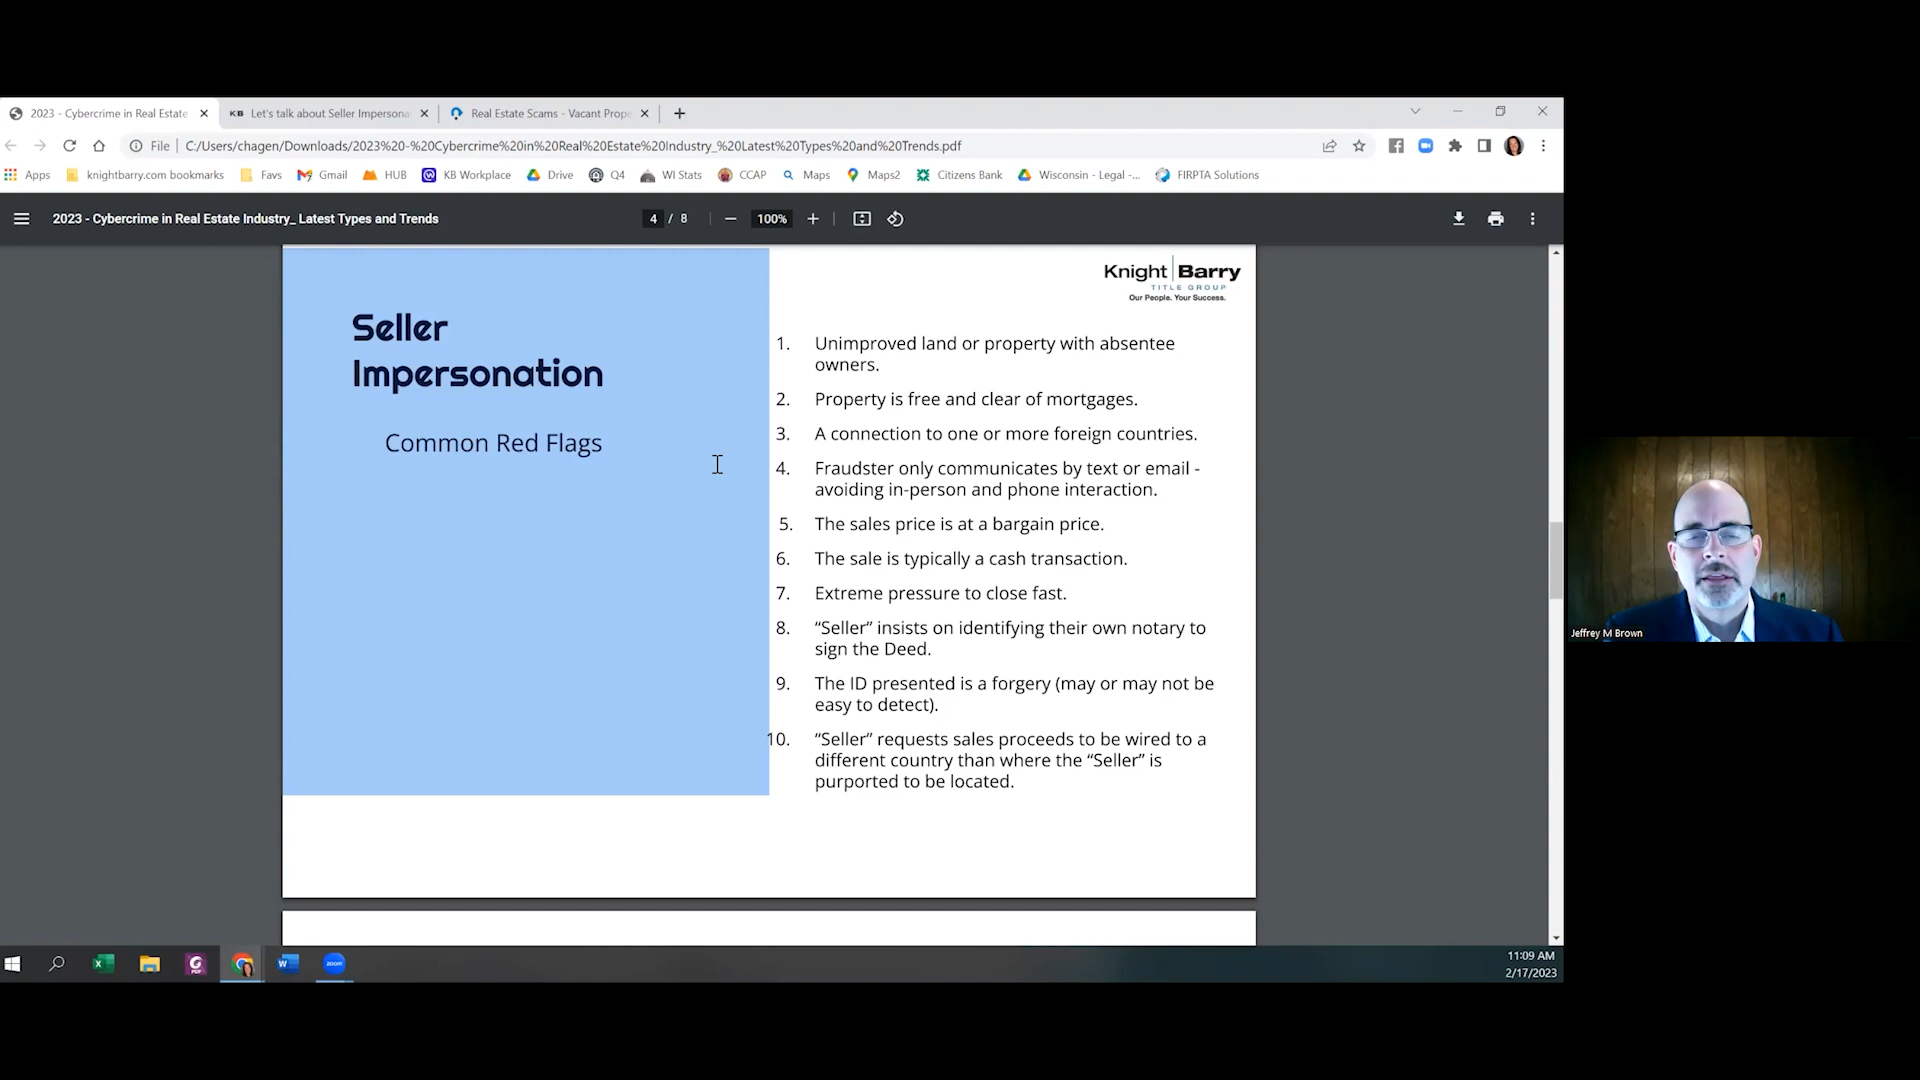 2023 - Cybercrime in Real Estate
KB Let's talk about Seller Impersona
Real Estate Scams - Vacant Prope
File
C:/Users/chagen/Downloads/2023%20-%20Cybercrime%20in%20Real%20Estate%20Industry_%20Latest%20Types%20and%20Trends.pdf
Apps
knightbarry.com bookmarks
Favs
Gmail
HUB
KB Workplace
Drive
Q4
WI Stats
CCAP
Maps
Maps2
Citizens Bank
Wisconsin - Legal -...
FIRPTA Solutions
2023 - Cybercrime in Real Estate Industry_ Latest Types and Trends
4 / 8
100%
Knight Barry
TITLE GROUP
Our People. Your Success.
Seller
Impersonation
Common Red Flags
1. Unimproved land or property with absentee
owners.
2. Property is free and clear of mortgages.
3. A connection to one or more foreign countries.
4. Fraudster only communicates by text or email -
avoiding in-person and phone interaction.
5. The sales price is at a bargain price.
6. The sale is typically a cash transaction.
7. Extreme pressure to close fast.
8. “Seller” insists on identifying their own notary to
sign the Deed.
9. The ID presented is a forgery (may or may not be
easy to detect).
10. “Seller” requests sales proceeds to be wired to a
different country than where the “Seller” is
purported to be located.
Jeffrey M Brown
zoom
11:09 AM
2/17/2023